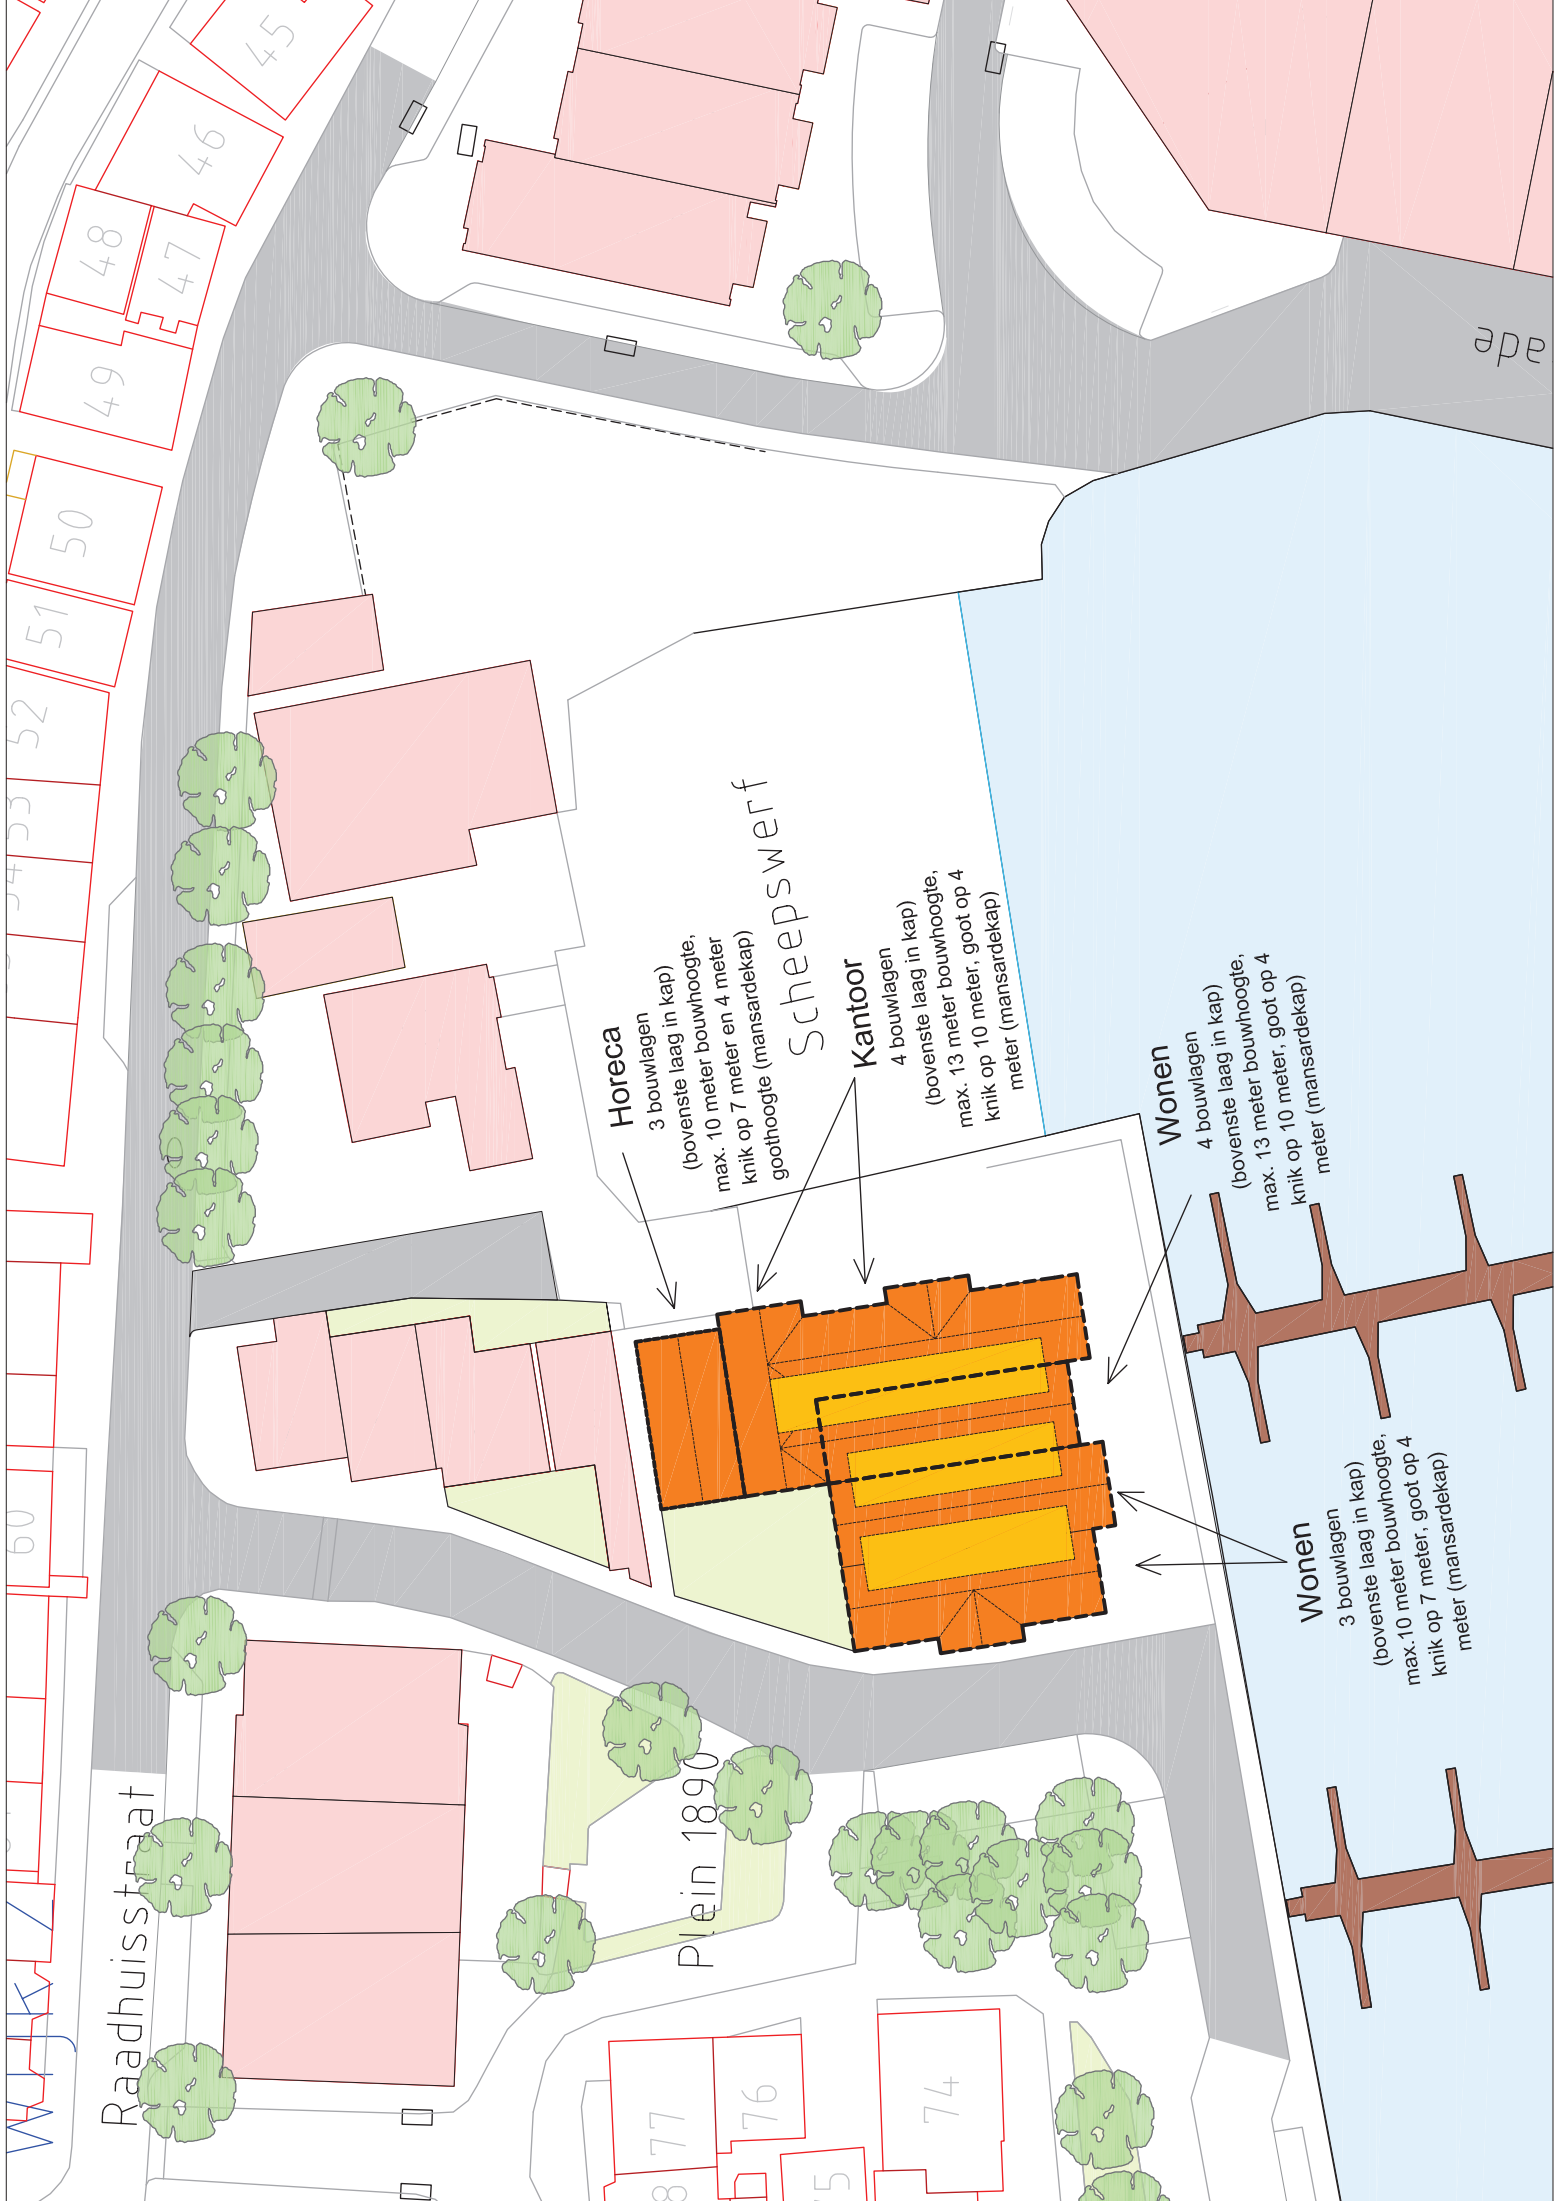 Horeca
3 bouwlagen
(bovenste laag in kap)
max. 10 meter bouwhoogte,
knik op 7 meter en 4 meter
goothoogte (mansardekap)
Scheepswerf
Kantoor
4 bouwlagen
(bovenste laag in kap)
max. 13 meter bouwhoogte,
knik op 10 meter, goot op 4
meter (mansardekap)
Wonen
4 bouwlagen
(bovenste laag in kap)
max. 13 meter bouwhoogte,
knik op 10 meter, goot op 4
meter (mansardekap)
Wonen
3 bouwlagen
(bovenste laag in kap)
max.10 meter bouwhoogte,
knik op 7 meter, goot op 4
meter (mansardekap)
Raadhuisstraat
Plein 1890
ade
45
46
47
48
49
50
51
52
53
60
77
76
74